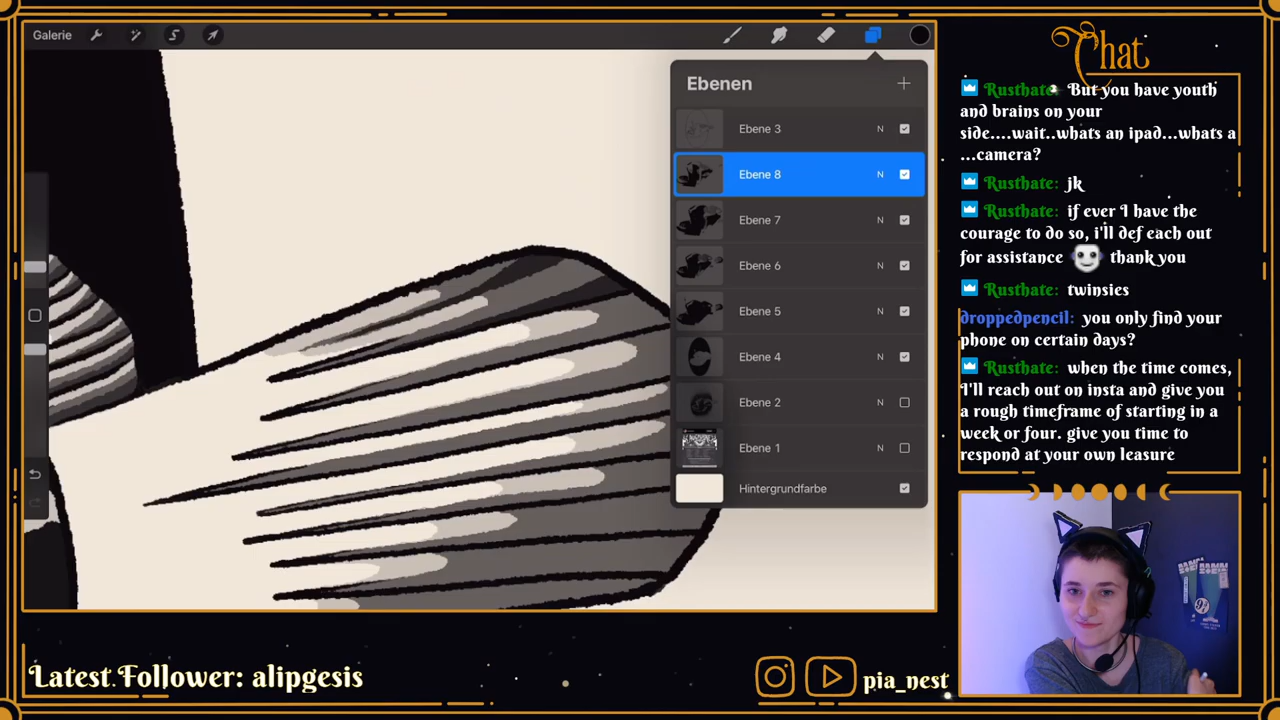 Galerie
Ebenen
Ebene 3 N
Ebene 8 N
Ebene 7 N
Ebene 6 N
Ebene 5 N
Ebene 4 N
Ebene 2 N
Ebene 1 N
Hintergrundfarbe
Chat
Rusthate: But you have youth
and brains on your
side....wait..whats an ipad...whats a
...camera?
Rusthate: jk
Rusthate: if ever I have the
courage to do so, i'll def each out
for assistance thank you
Rusthate: twinsies
droppedpencil: you only find your
phone on certain days?
Rusthate: when the time comes,
I'll reach out on insta and give you
a rough timeframe of starting in a
week or four. give you time to
respond at your own leasure
Latest Follower: alipgesis
pia_nest